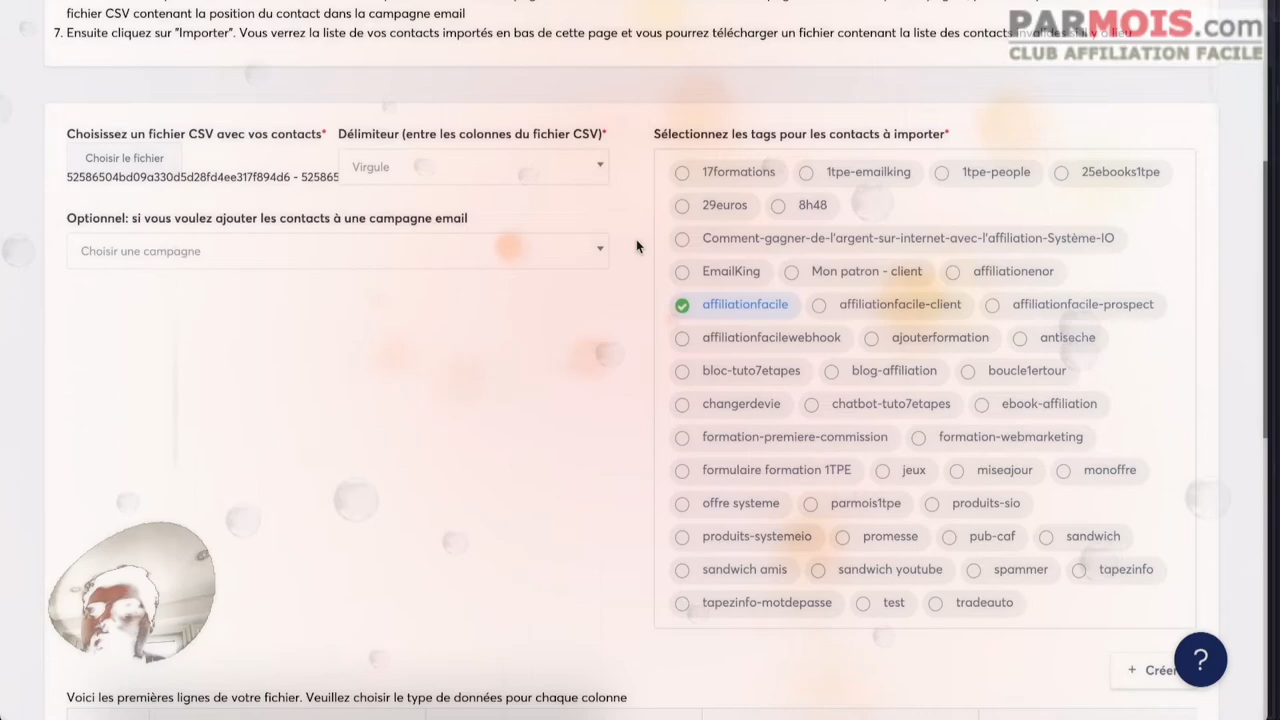 fichier CSV contenant la position du contact dans la campagne email
7. Ensuite cliquez sur "Importer". Vous verrez la liste de vos contacts importés en bas de cette page et vous pourrez télécharger un fichier contenant la liste des contacts invalides s'il y a lieu
PARMOIS.com
CLUB AFFILIATION FACILE
Choisissez un fichier CSV avec vos contacts*
Délimiteur (entre les colonnes du fichier CSV)*
Sélectionnez les tags pour les contacts à importer*
Choisir le fichier
52586504bd09a330d5d28fd4ee317f894d6 - 525865
Virgule
Optionnel: si vous voulez ajouter les contacts à une campagne email
Choisir une campagne
17formations 1tpe-emailking 1tpe-people 25ebooks1tpe
29euros 8h48
Comment-gagner-de-l'argent-sur-internet-avec-l'affiliation-Système-IO
EmailKing Mon patron - client affiliationenor
affiliationfacile affiliationfacile-client affiliationfacile-prospect
affiliationfacilewebhook ajouterformation antiseche
bloc-tuto7etapes blog-affiliation boucle1ertour
changerdevie chatbot-tuto7etapes ebook-affiliation
formation-premiere-commission formation-webmarketing
formulaire formation 1TPE jeux miseajour monoffre
offre systeme parmois1tpe produits-sio
produits-systemeio promesse pub-caf sandwich
sandwich amis sandwich youtube spammer tapezinfo
tapezinfo-motdepasse test tradeauto
+ Créer
?
Voici les premières lignes de votre fichier. Veuillez choisir le type de données pour chaque colonne